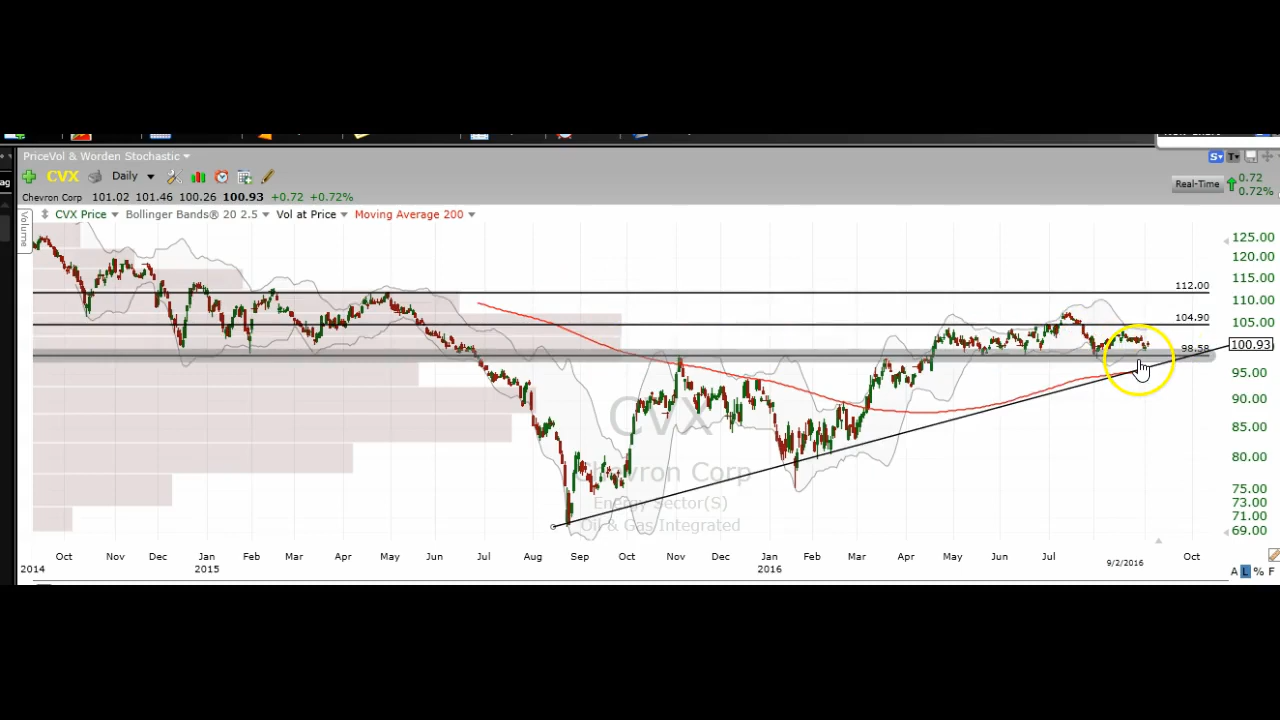 PriceVol & Worden Stochastic
S T
ag
CVX Daily
Real-Time 0.72
0.72%
Chevron Corp 101.02 101.46 100.26 100.93 +0.72 +0.72%
Volume
CVX Price Bollinger Bands® 20 2.5 Vol at Price Moving Average 200
125.00
120.00
115.00
112.00
110.00
104.90
105.00
98.58
100.93
95.00
90.00
CVX
85.00
80.00
Chevron Corp
75.00
Energy Sector(S)
73.00
71.00
Oil & Gas Integrated
69.00
Oct Nov Dec Jan Feb Mar Apr May Jun Jul Aug Sep Oct Nov Dec Jan Feb Mar Apr May Jun Jul 9/2/2016 Oct
2014 2015 2016
A L % F